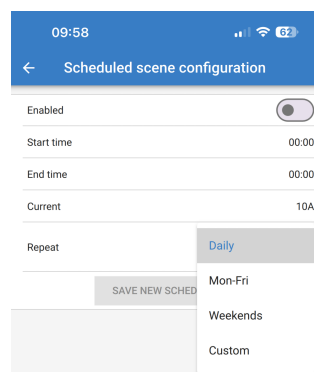 09:58
62
Scheduled scene configuration
Enabled
Start time 00:00
End time 00:00
Current 10A
Repeat
Daily
Mon-Fri
SAVE NEW SCHED
Weekends
Custom